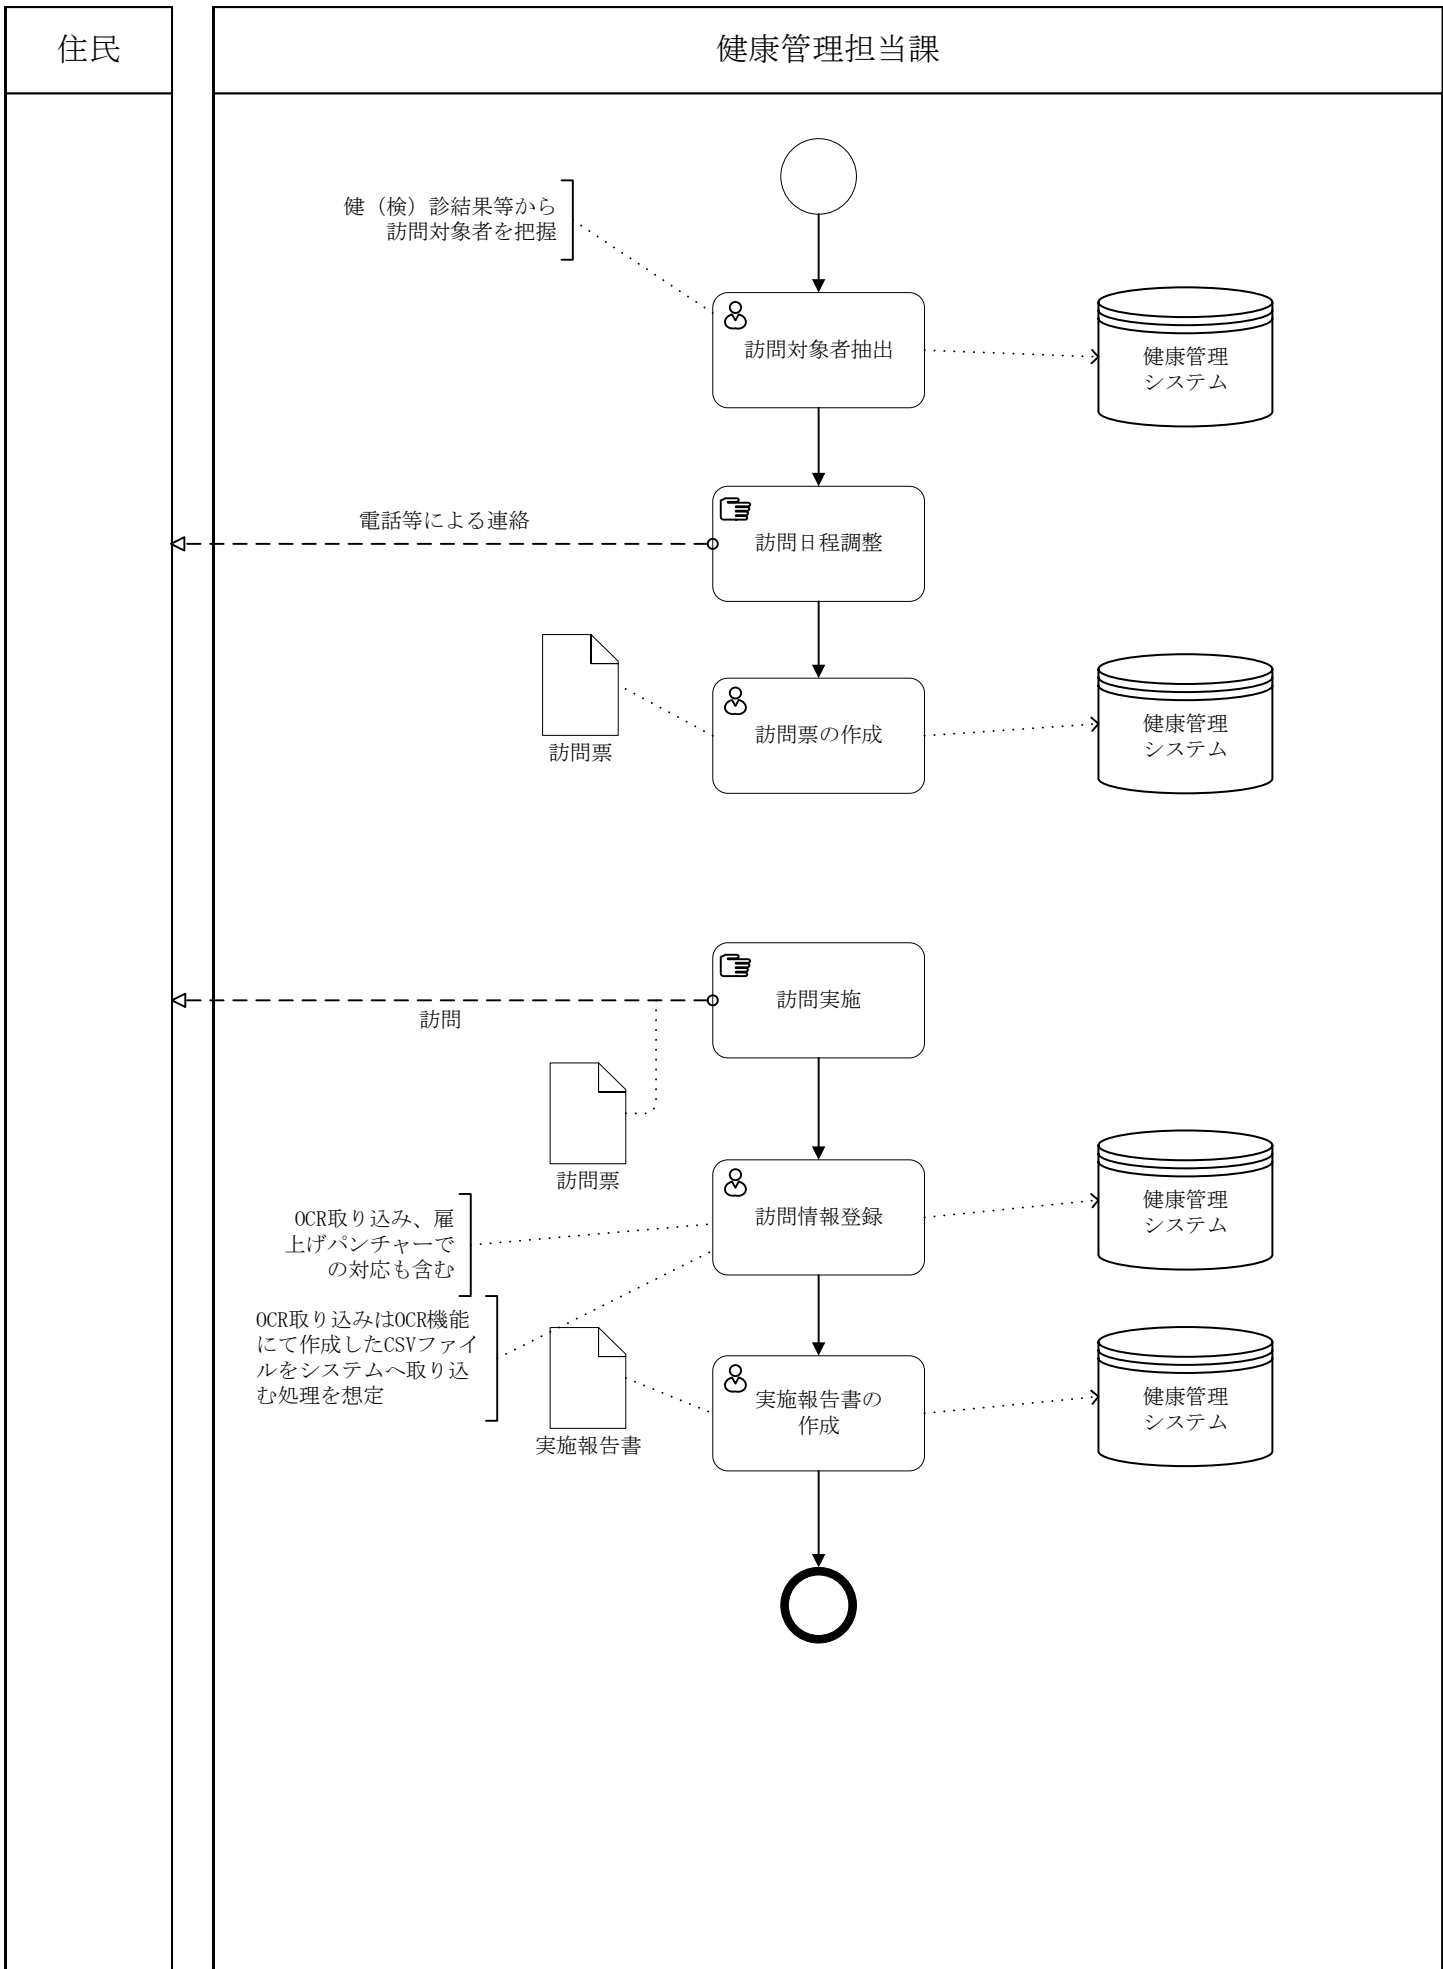 住民
健康管理担当課
健（検）診結果等から
訪問対象者を把握
訪問対象者抽出
健康管理
システム
電話等による連絡
訪問日程調整
訪問票
訪問票の作成
健康管理
システム
訪問実施
訪問
訪問票
OCR取り込み、雇
上げパンチャーで
の対応も含む
訪問情報登録
健康管理
システム
OCR取り込みはOCR機能
にて作成したCSVファイ
ルをシステムへ取り込
む処理を想定
実施報告書
実施報告書の
作成
健康管理
システム